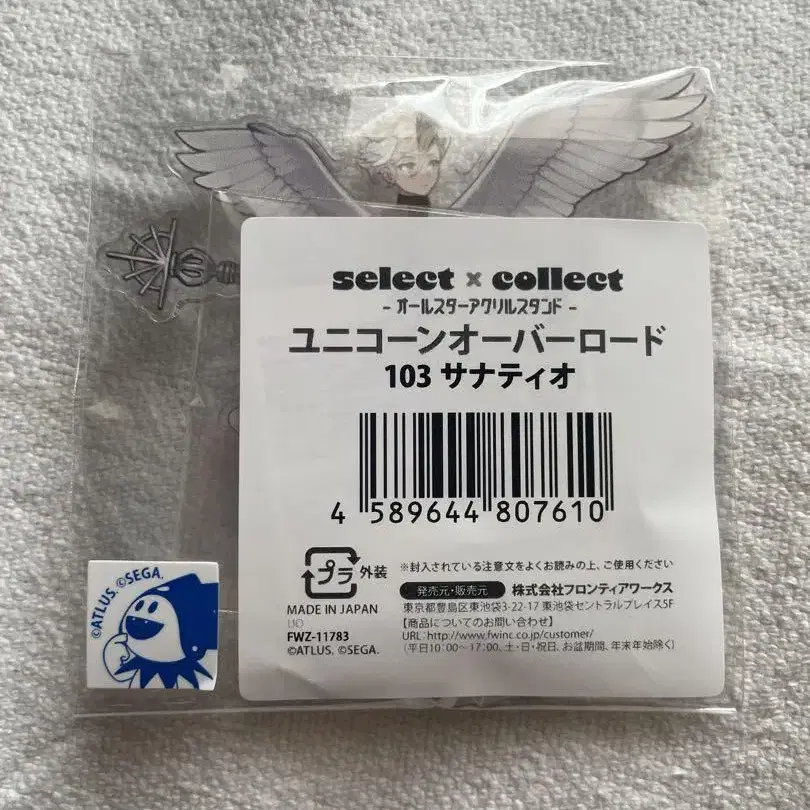 select × collect
- オールスターアクリルスタンド -
ユニコーンオーバーロード
103 サナティオ
4 589644 807610
プラ 外装
※封入されている注意文をよくお読みの上、ご使用ください
発売元・販売元 株式会社フロンティアワークス
東京都豊島区東池袋3-22-17 東池袋セントラルプレイス5F
【商品についてのお問い合わせ】
URL:http://www.fwinc.co.jp/customer/
(平日10:00~17:00、土・日・祝日、お盆期間、年末年始除く)
MADE IN JAPAN
UO
FWZ-11783
©ATLUS. ©SEGA.
©ATLUS. ©SEGA.